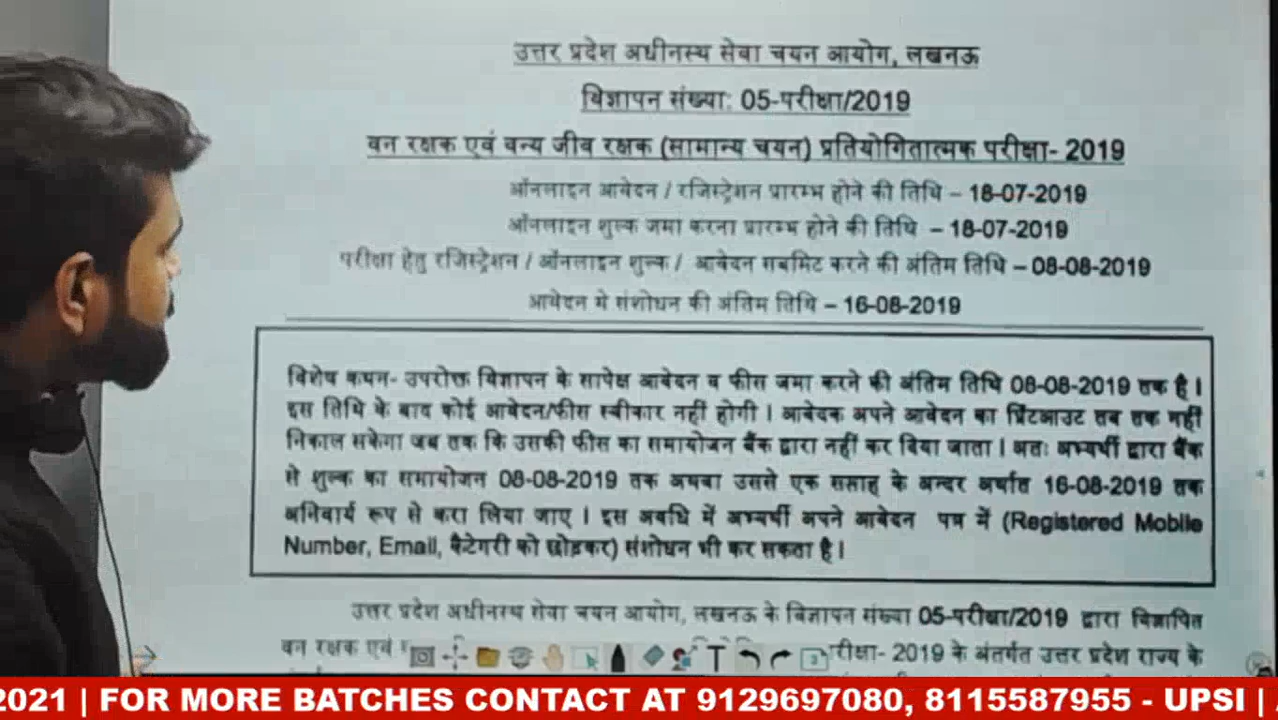 उत्तर प्रदेश अधीनस्थ सेवा चयन आयोग, लखनऊ
विज्ञापन संख्या: 05-परीक्षा/2019
वन रक्षक एवं वन्य जीव रक्षक (सामान्य चयन) प्रतियोगितात्मक परीक्षा- 2019
ऑनलाइन आवेदन / रजिस्ट्रेशन प्रारम्भ होने की तिथि – 18-07-2019
ऑनलाइन शुल्क जमा करना प्रारम्भ होने की तिथि – 18-07-2019
परीक्षा हेतु रजिस्ट्रेशन / ऑनलाइन शुल्क / आवेदन सबमिट करने की अंतिम तिथि – 08-08-2019
आवेदन मे संशोधन की अंतिम तिथि – 16-08-2019
विशेष कथन- उपरोक्त विज्ञापन के सापेक्ष आवेदन व फीस जमा करने की अंतिम तिथि 08-08-2019 तक है।
इस तिथि के बाद कोई आवेदन/फीस स्वीकार नहीं होगी । आवेदक अपने आवेदन का प्रिंटआउट तब तक नहीं
निकाल सकेगा जब तक कि उसकी फीस का समायोजन बैंक द्वारा नहीं कर दिया जाता । अतः अभ्यर्थी द्वारा बैंक
से शुल्क का समायोजन 08-08-2019 तक अथवा उससे एक सप्ताह के अन्दर अर्थात 16-08-2019 तक
अनिवार्य रूप से करा लिया जाए । इस अवधि में अभ्यर्थी अपने आवेदन पत्र में (Registered Mobile
Number, Email, कैटेगरी को छोड़कर) संशोधन भी कर सकता है।
उत्तर प्रदेश अधीनस्थ सेवा चयन आयोग, लखनऊ के विज्ञापन संख्या 05-परीक्षा/2019 द्वारा विज्ञापित
वन रक्षक एवं परीक्षा- 2019 के अंतर्गत उत्तर प्रदेश राज्य के
2021 | FOR MORE BATCHES CONTACT AT 9129697080, 8115587955 - UPSI |